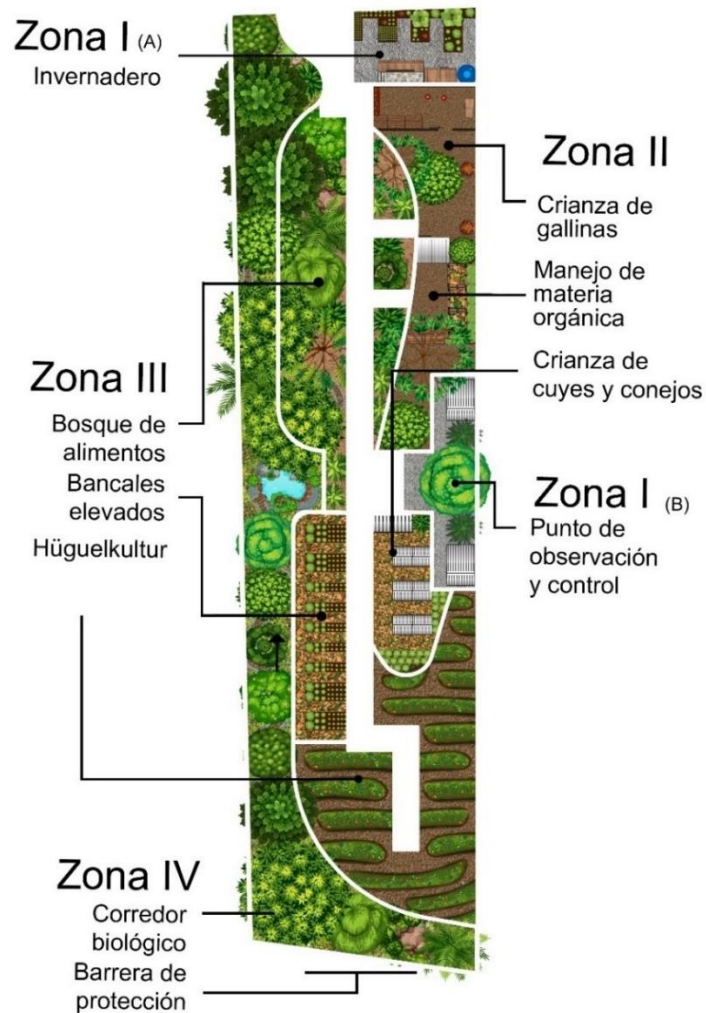 Zona I (A)
Invernadero
Zona II
Crianza de
gallinas
Manejo de
materia
orgánica
Crianza de
cuyes y conejos
Zona III
Bosque de
alimentos
Bancales
elevados
Hüguelkultur
Zona I (B)
Punto de
observación
y control
Zona IV
Corredor
biológico
Barrera de
protección